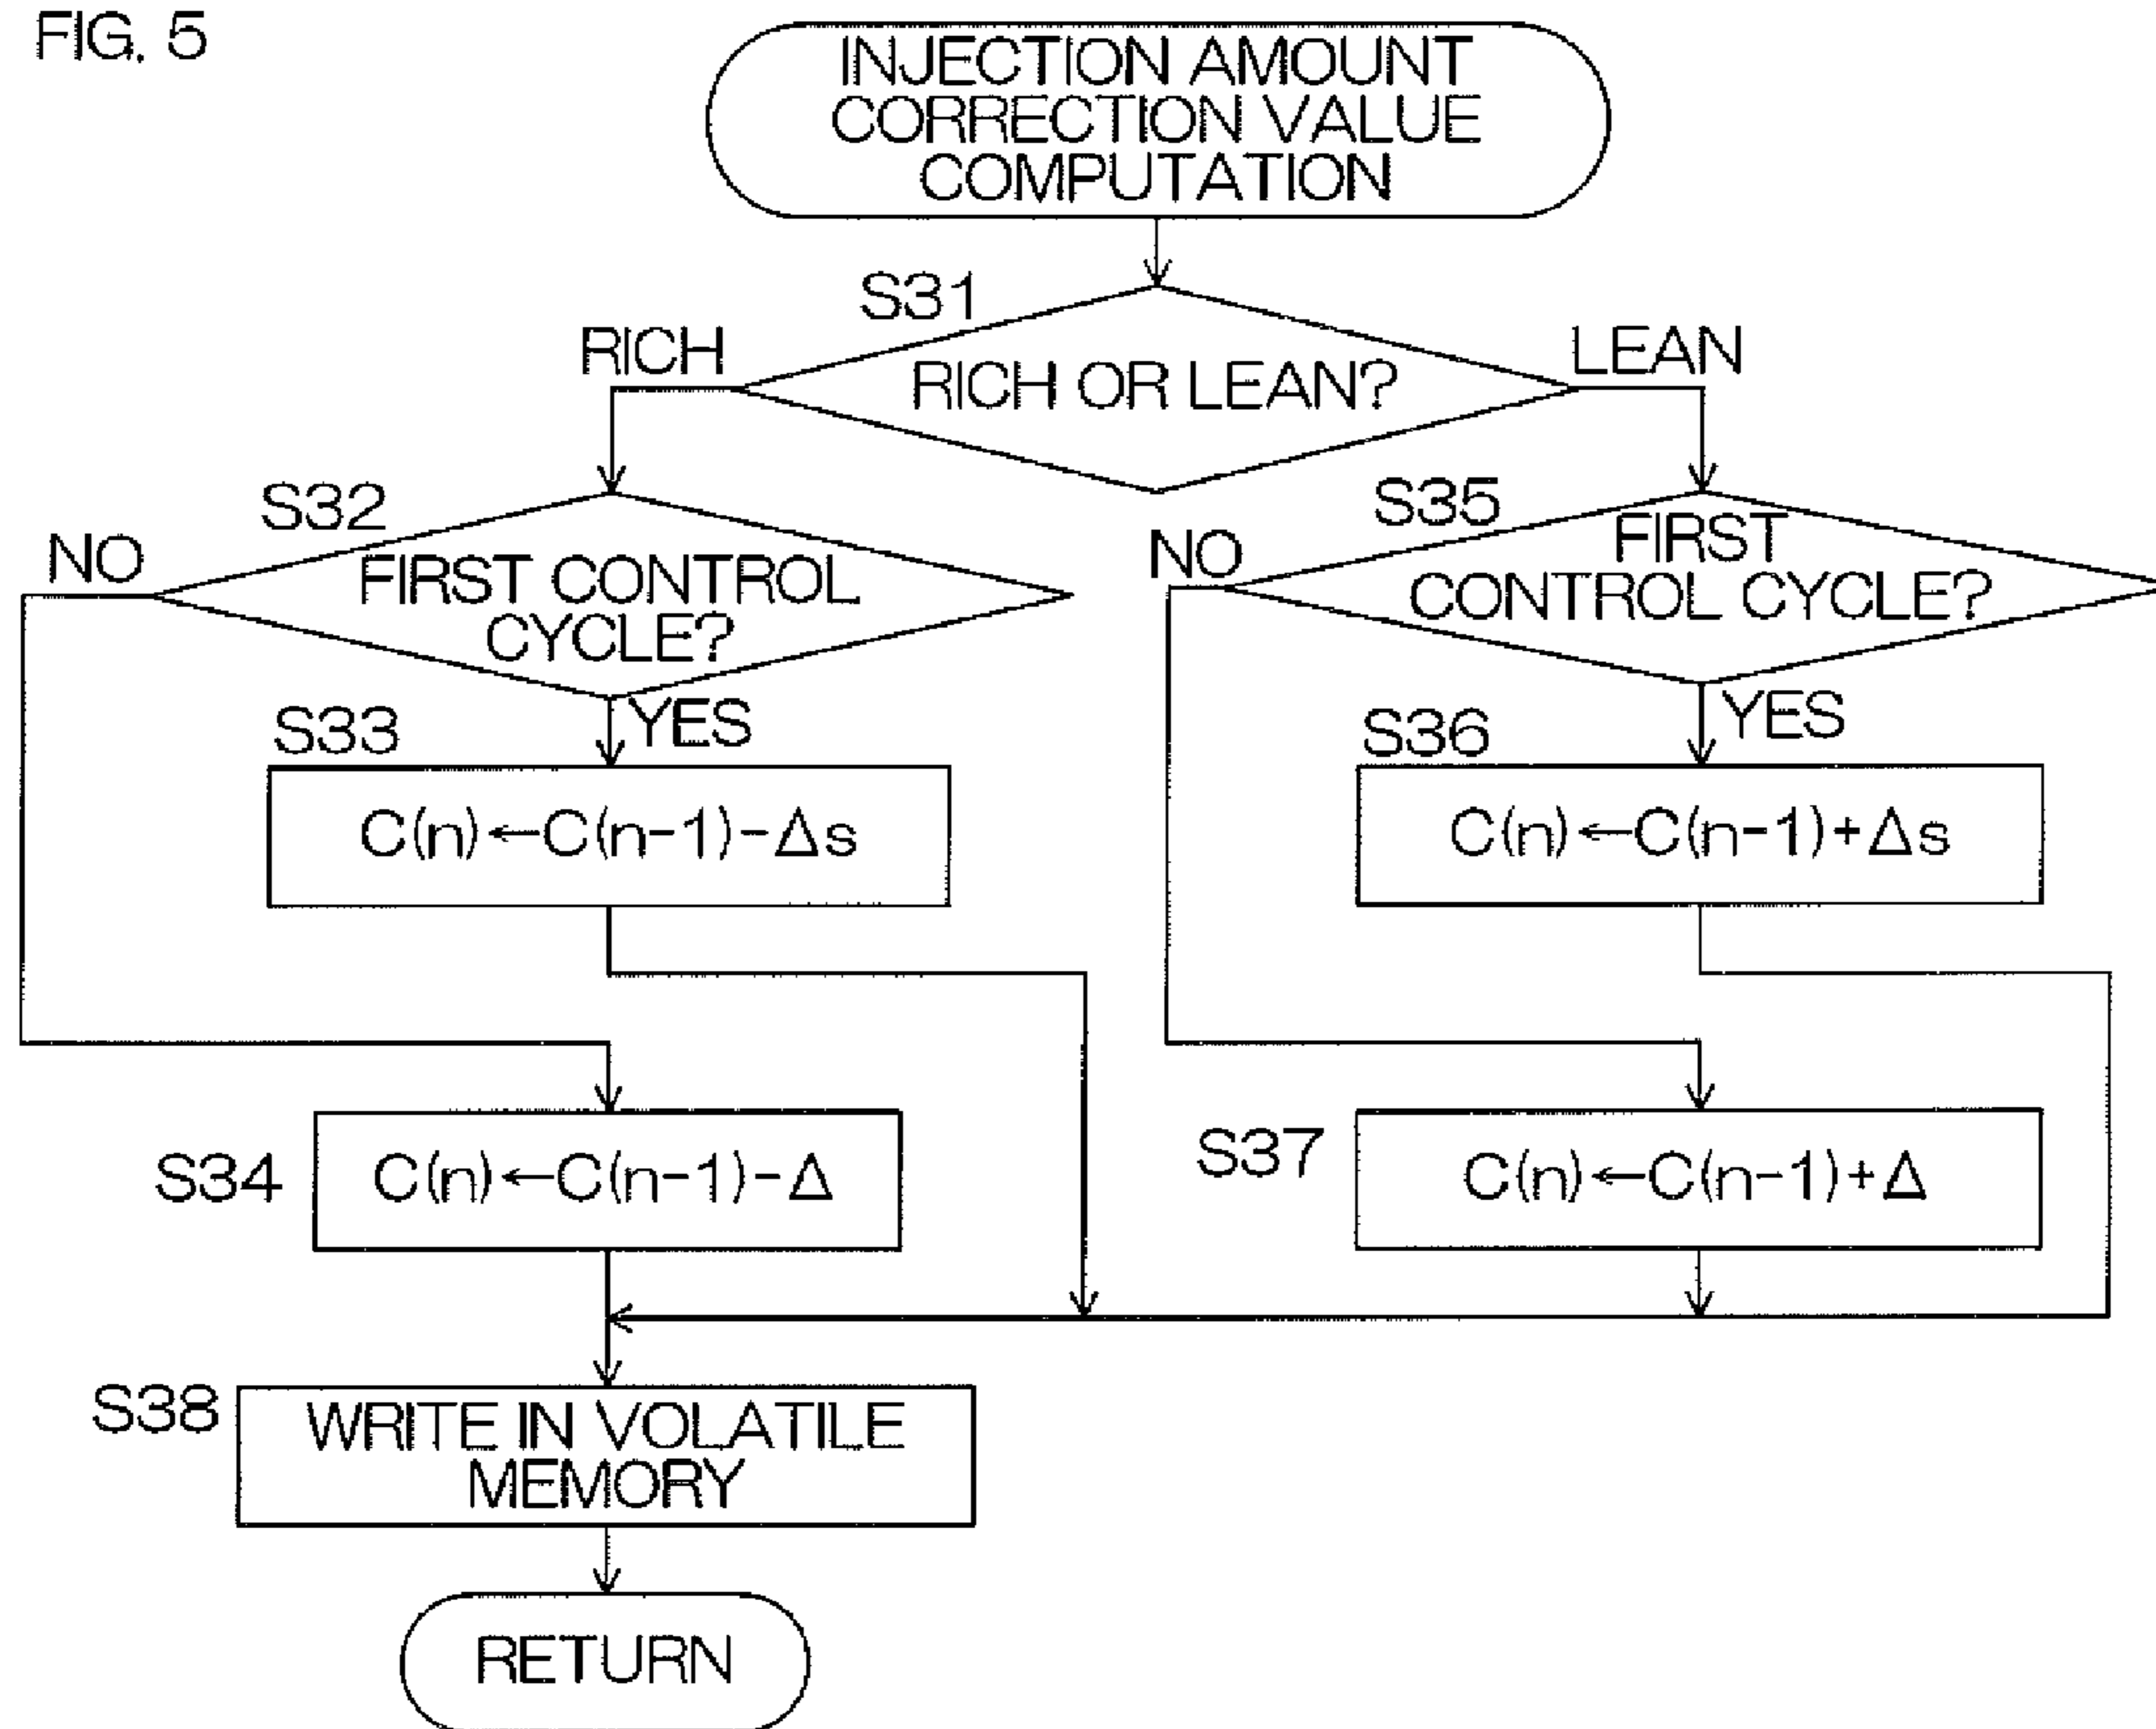 FIG. 5
INJECTION AMOUNT
CORRECTION VALUE
COMPUTATION
S31
RICH
RICH OR LEAN?
LEAN
S32
NO
FIRST CONTROL
CYCLE?
YES
S35
NO
FIRST
CONTROL CYCLE?
YES
S33
C(n)←C(n-1)-Δs
S36
C(n)←C(n-1)+Δs
S34
C(n)←C(n-1)-Δ
S37
C(n)←C(n-1)+Δ
S38
WRITE IN VOLATILE
MEMORY
RETURN